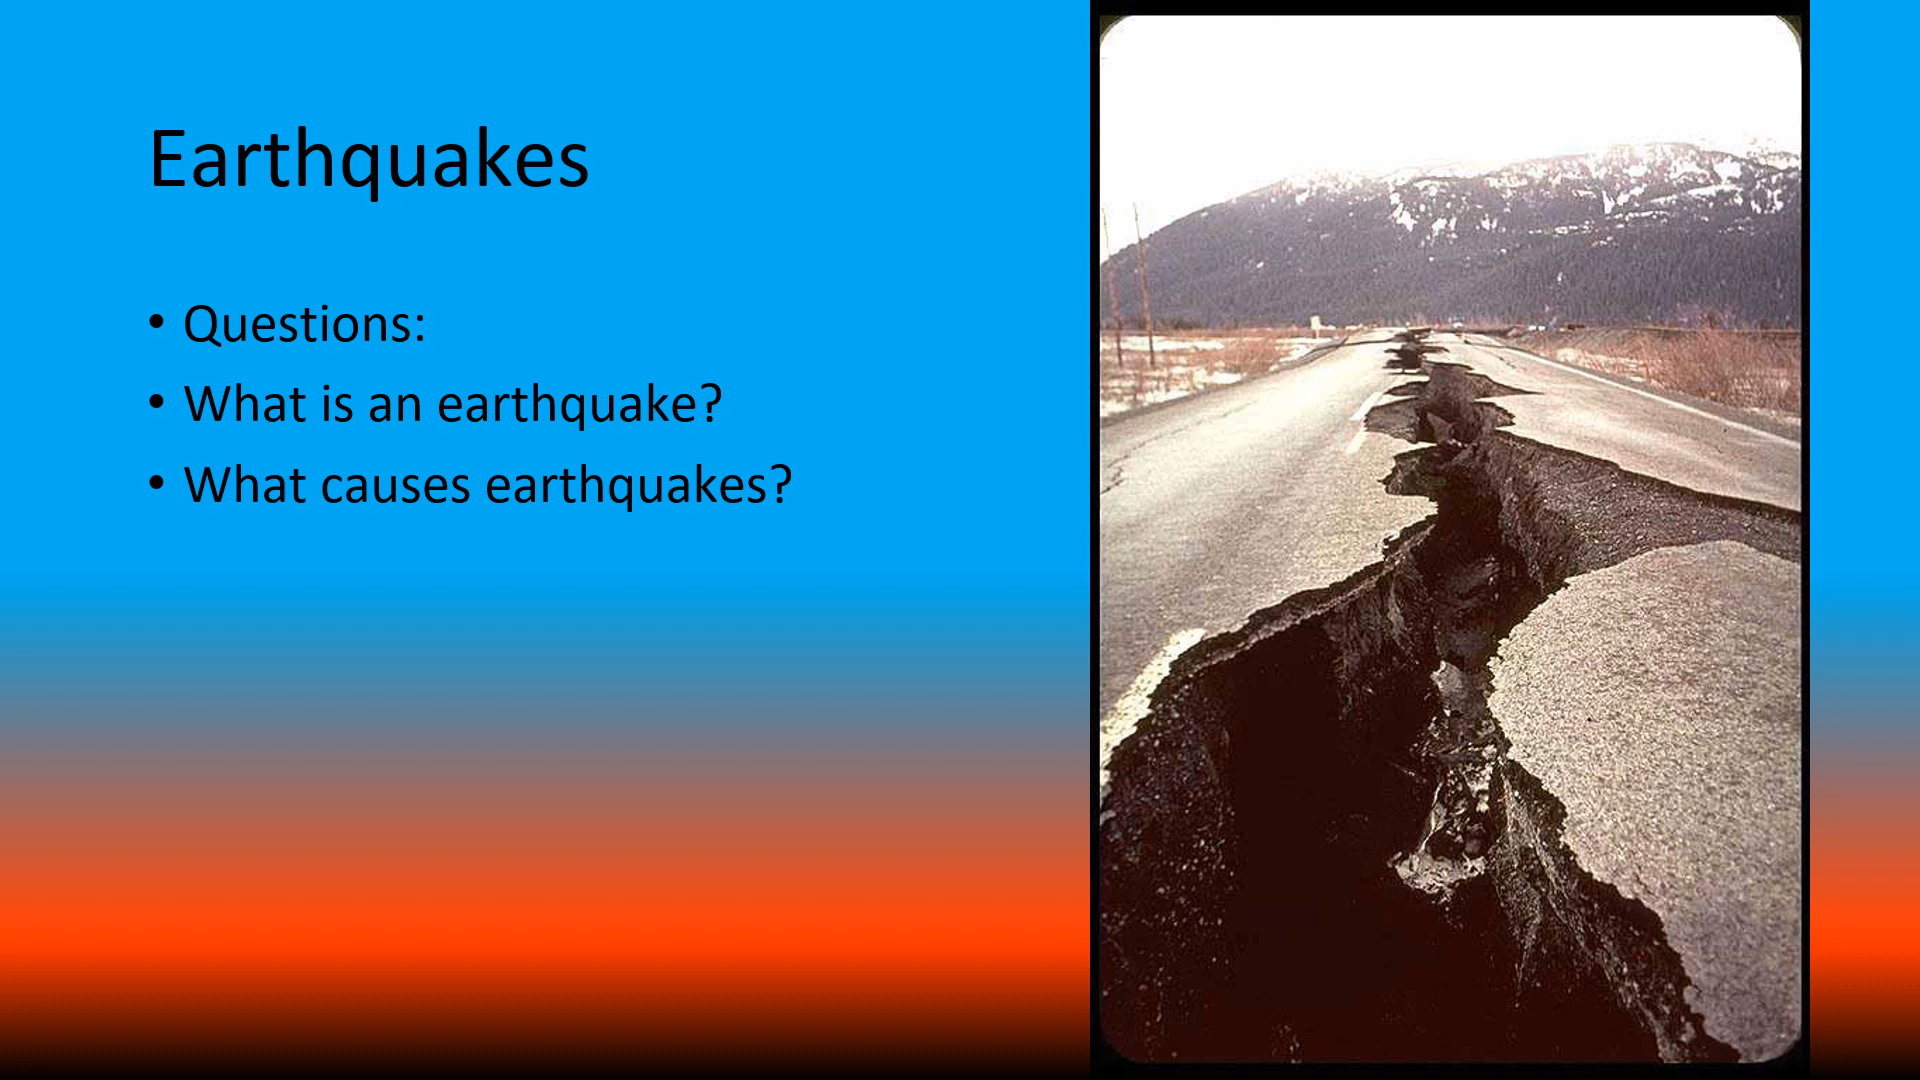 Earthquakes
• Questions:
• What is an earthquake?
• What causes earthquakes?